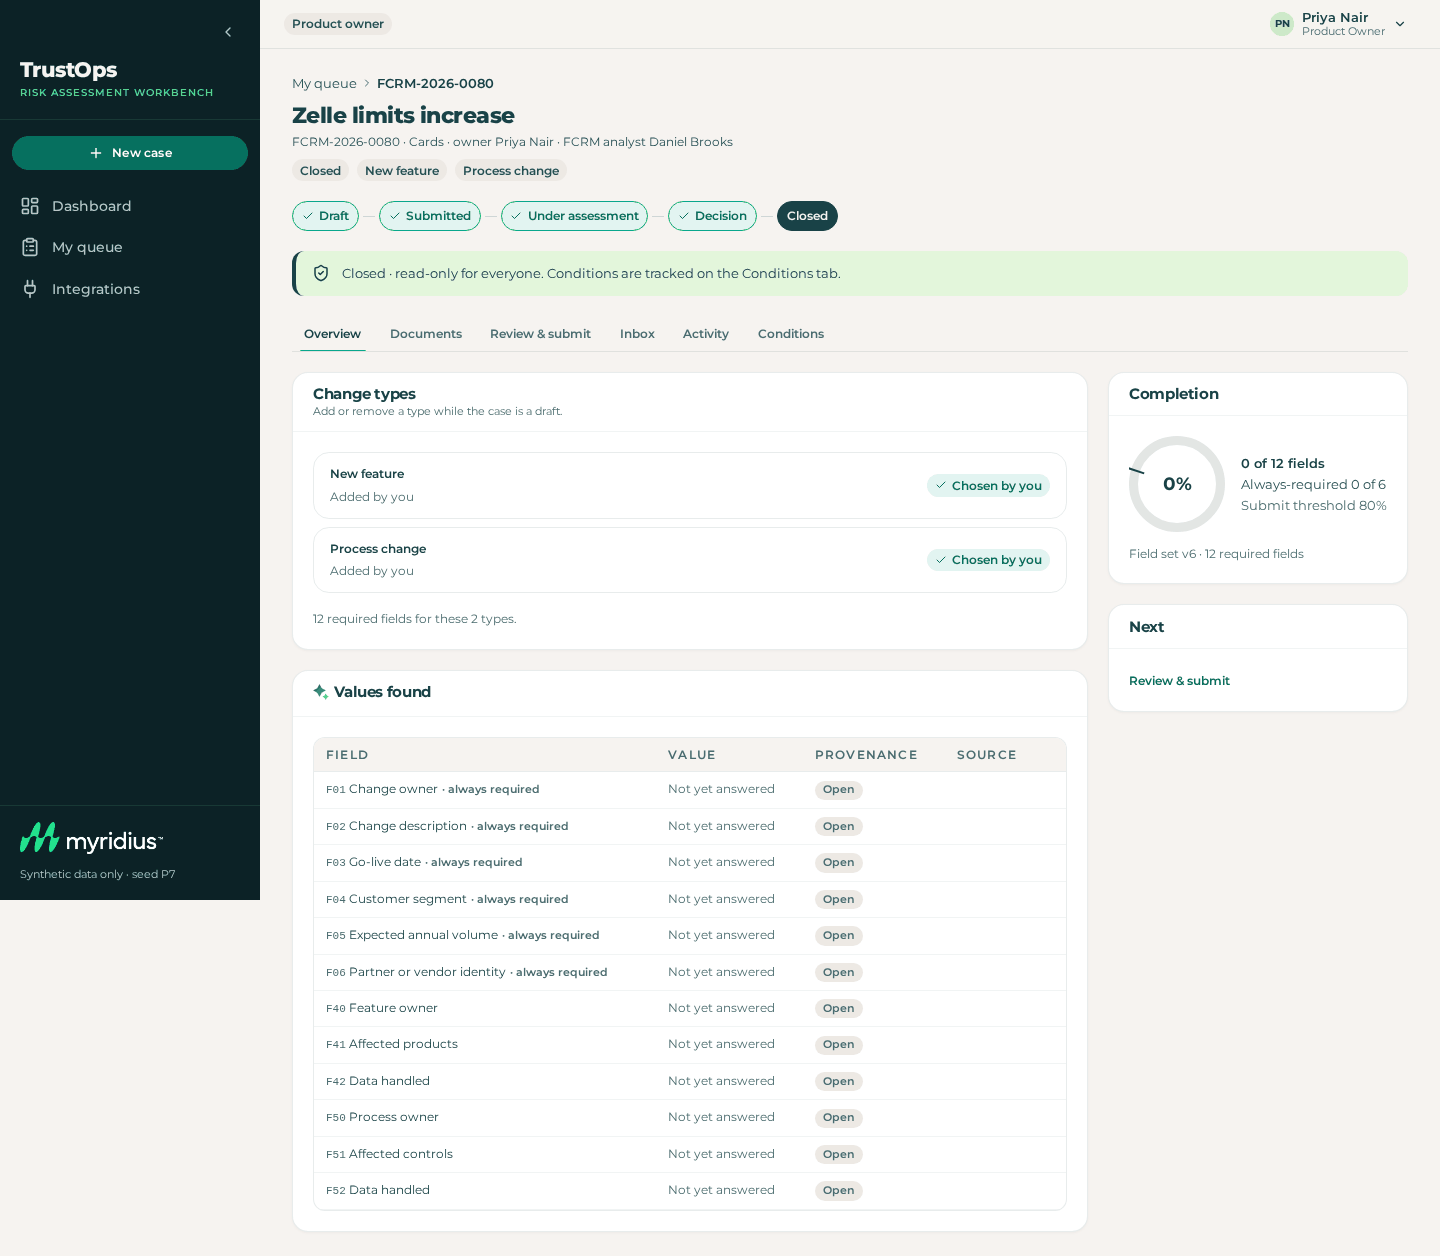 TrustOps
RISK ASSESSMENT WORKBENCH
New case
Dashboard
My queue
Integrations
myridius™
Synthetic data only · seed P7
Product owner
PN
Priya Nair
Product Owner
My queue > FCRM-2026-0080
Zelle limits increase
FCRM-2026-0080 · Cards · owner Priya Nair · FCRM analyst Daniel Brooks
Closed New feature Process change
Draft Submitted Under assessment Decision Closed
Closed · read-only for everyone. Conditions are tracked on the Conditions tab.
Overview Documents Review & submit Inbox Activity Conditions
Change types
Add or remove a type while the case is a draft.
New feature
Added by you
Chosen by you
Process change
Added by you
Chosen by you
12 required fields for these 2 types.
Values found
FIELD VALUE PROVENANCE SOURCE
F01 Change owner · always required Not yet answered Open
F02 Change description · always required Not yet answered Open
F03 Go-live date · always required Not yet answered Open
F04 Customer segment · always required Not yet answered Open
F05 Expected annual volume · always required Not yet answered Open
F06 Partner or vendor identity · always required Not yet answered Open
F40 Feature owner Not yet answered Open
F41 Affected products Not yet answered Open
F42 Data handled Not yet answered Open
F50 Process owner Not yet answered Open
F51 Affected controls Not yet answered Open
F52 Data handled Not yet answered Open
Completion
0%
0 of 12 fields
Always-required 0 of 6
Submit threshold 80%
Field set v6 · 12 required fields
Next
Review & submit